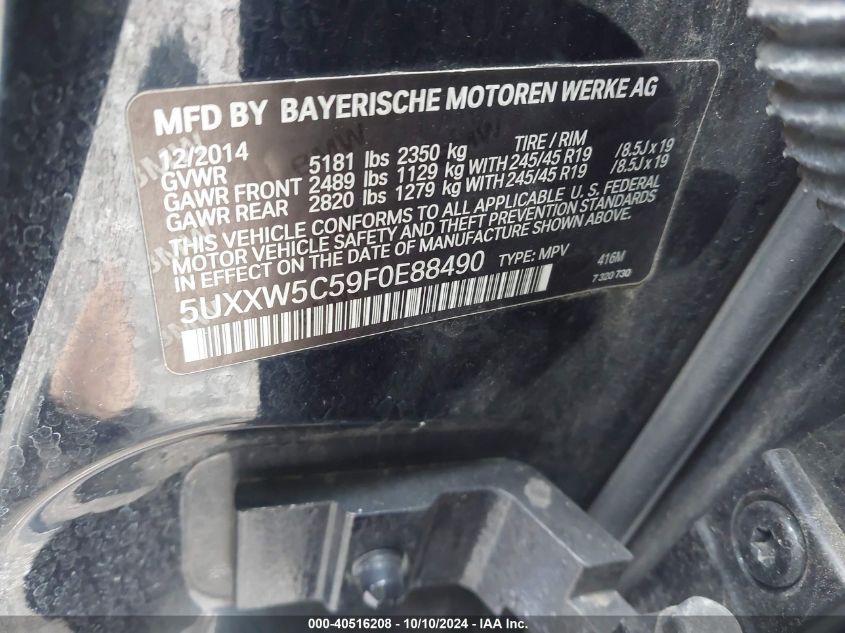 MFD BY BAYERISCHE MOTOREN WERKE AG
12/2014 TIRE / RIM
GVWR 5181 lbs 2350 kg
GAWR FRONT 2489 lbs 1129 kg WITH 245/45 R19 /8.5J x 19
GAWR REAR 2820 lbs 1279 kg WITH 245/45 R19 /8.5J x 19
THIS VEHICLE CONFORMS TO ALL APPLICABLE U.S. FEDERAL
MOTOR VEHICLE SAFETY AND THEFT PREVENTION STANDARDS
IN EFFECT ON THE DATE OF MANUFACTURE SHOWN ABOVE.
5UXXW5C59F0E88490 TYPE: MPV 416M
7 320 730
000-40516208 - 10/10/2024 - IAAI.com